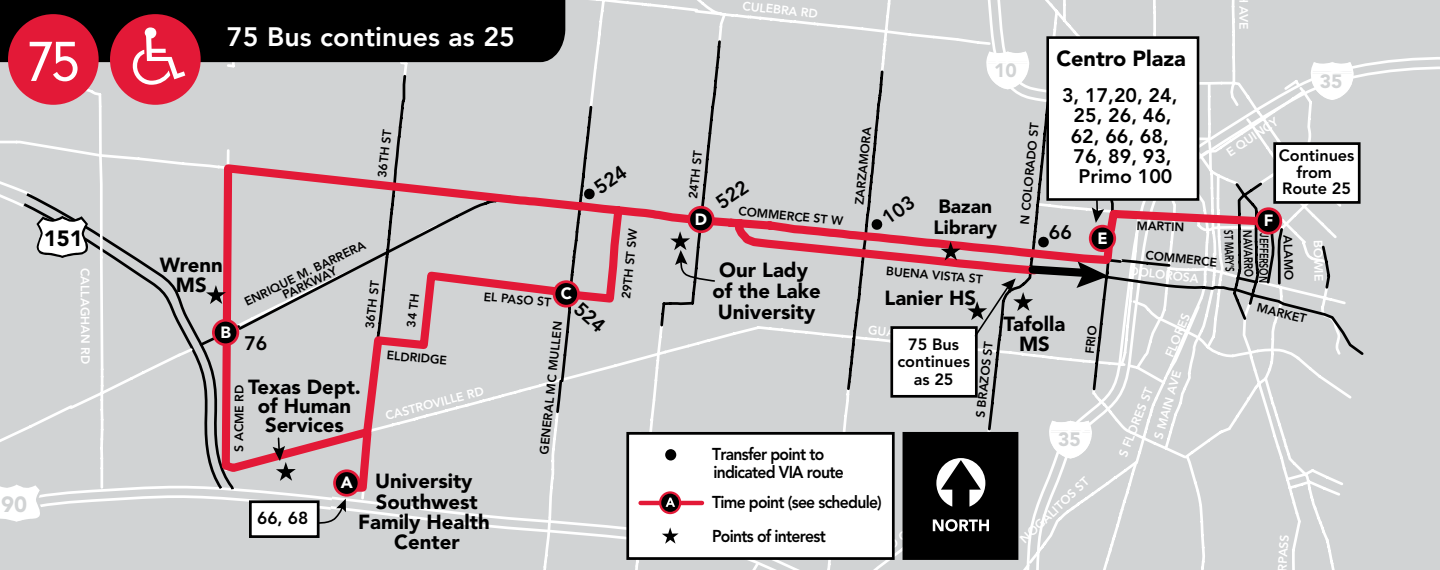 75
75 Bus continues as 25
CULEBRA RD
10
35
Centro Plaza
3, 17,20, 24,
25, 26, 46,
62, 66, 68,
76, 89, 93,
Primo 100
E QUINCY
Continues
from
Route 25
36TH ST
524
24TH ST
522
ZARZAMORA
103
N COLORADO ST
66
COMMERCE ST W
Bazan
Library
D
E
F
MARTIN
COMMERCE
DOLOROSA
ST MARYS
NAVARRO
JEFFERSON
ALAMO
BOWIE
MARKET
151
CALLAGHAN RD
Wrenn
MS
ENRIQUE M. BARRERA
PARKWAY
B
76
36TH ST
34 TH
EL PASO ST
C
524
29TH ST SW
ELDRIDGE
Our Lady
of the Lake
University
BUENA VISTA ST
Lanier HS
Tafolla
MS
75 Bus
continues
as 25
S BRAZOS ST
FRIO
S FLORES ST
S MAIN AVE
FLORES
GENERAL MC MULLEN
CASTROVILLE RD
S ACME RD
Texas Dept.
of Human
Services
A
University
Southwest
Family Health
Center
66, 68
90
35
NOGALITOS ST
Transfer point to
indicated VIA route
A
Time point (see schedule)
Points of interest
NORTH